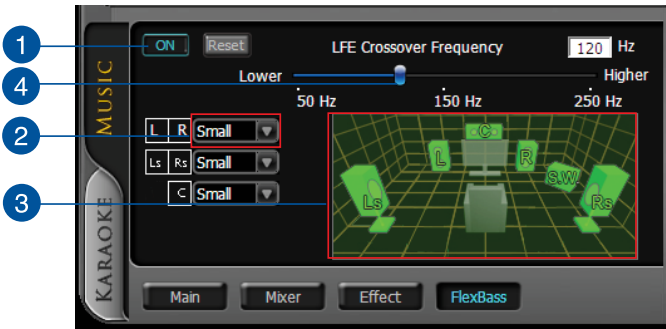 1
ON Reset LFE Crossover Frequency 120 Hz
4
Lower Higher
50 Hz 150 Hz 250 Hz
MUSIC
2
L R Small
Ls Rs Small
3
C Small
C
L R
S.W.
Ls Rs
KARAOKE
Main Mixer Effect FlexBass